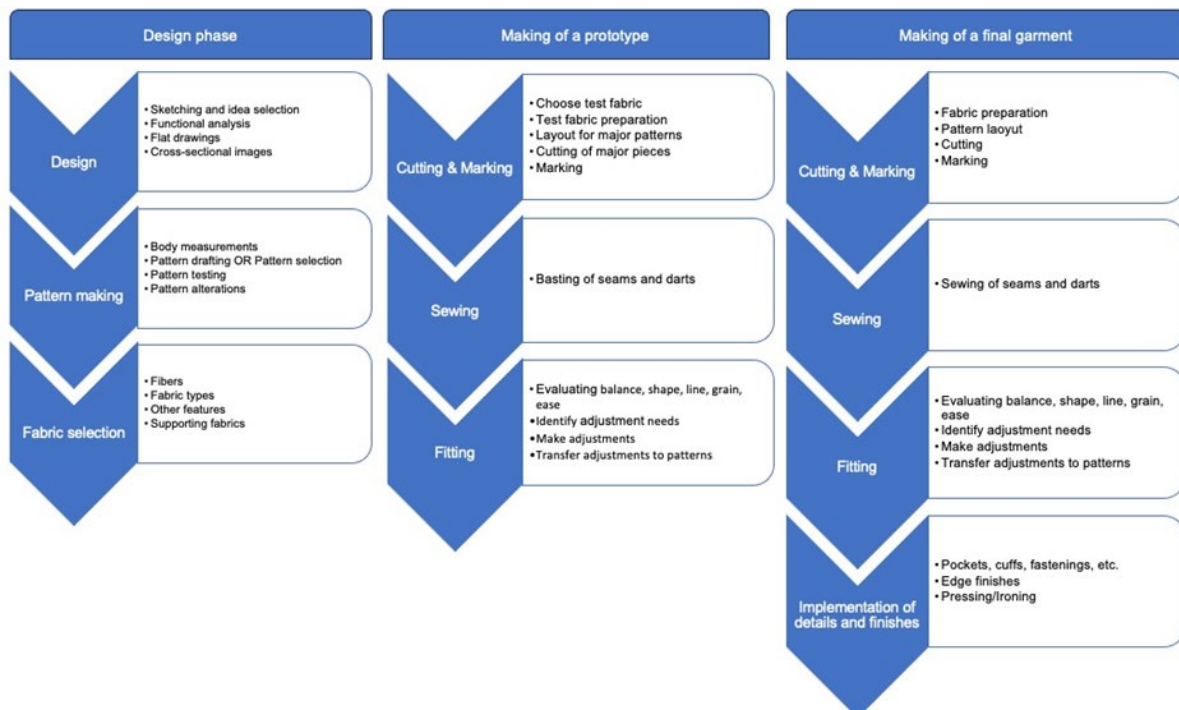 Design phase
Design
• Sketching and idea selection
• Functional analysis
• Flat drawings
• Cross-sectional images
Pattern making
• Body measurements
• Pattern drafting OR Pattern selection
• Pattern testing
• Pattern alterations
Fabric selection
• Fibers
• Fabric types
• Other features
• Supporting fabrics
Making of a prototype
Cutting & Marking
• Choose test fabric
• Test fabric preparation
• Layout for major patterns
• Cutting of major pieces
• Marking
Sewing
• Basting of seams and darts
Fitting
• Evaluating balance, shape, line, grain,
ease
• Identify adjustment needs
• Make adjustments
• Transfer adjustments to patterns
Making of a final garment
Cutting & Marking
• Fabric preparation
• Pattern laoyut
• Cutting
• Marking
Sewing
• Sewing of seams and darts
Fitting
• Evaluating balance, shape, line, grain,
ease
• Identify adjustment needs
• Make adjustments
• Transfer adjustments to patterns
Implementation of
details and finishes
• Pockets, cuffs, fastenings, etc.
• Edge finishes
• Pressing/Ironing